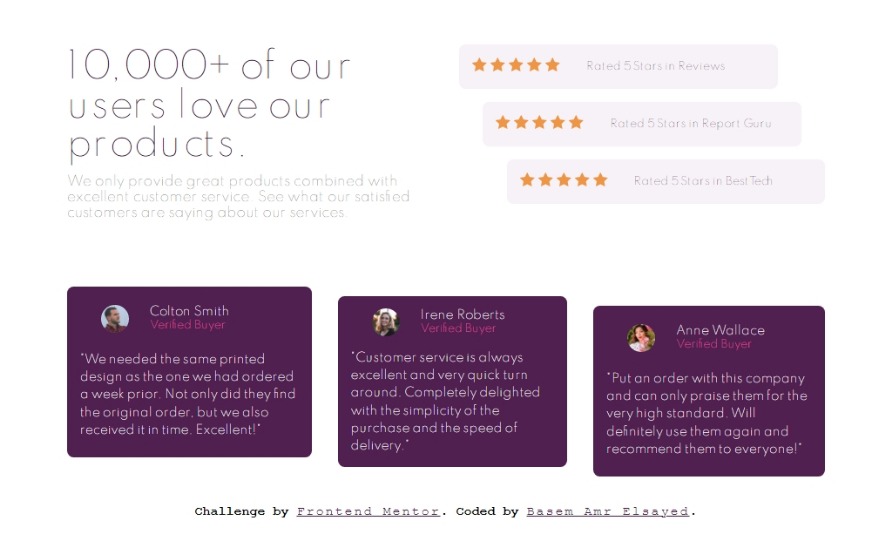 10,000+ of our
users love our
products.
We only provide great products combined with
excellent customer service. See what our satisfied
customers are saying about our services.
Rated 5 Stars in Reviews
Rated 5 Stars in Report Guru
Rated 5 Stars in BestTech
Colton Smith
Verified Buyer
"We needed the same printed
design as the one we had ordered
a week prior. Not only did they find
the original order, but we also
received it in time. Excellent!"
Irene Roberts
Verified Buyer
"Customer service is always
excellent and very quick turn
around. Completely delighted
with the simplicity of the
purchase and the speed of
delivery."
Anne Wallace
Verified Buyer
"Put an order with this company
and can only praise them for the
very high standard. Will
definitely use them again and
recommend them to everyone!"
Challenge by Frontend Mentor. Coded by Basem Amr Elsayed.